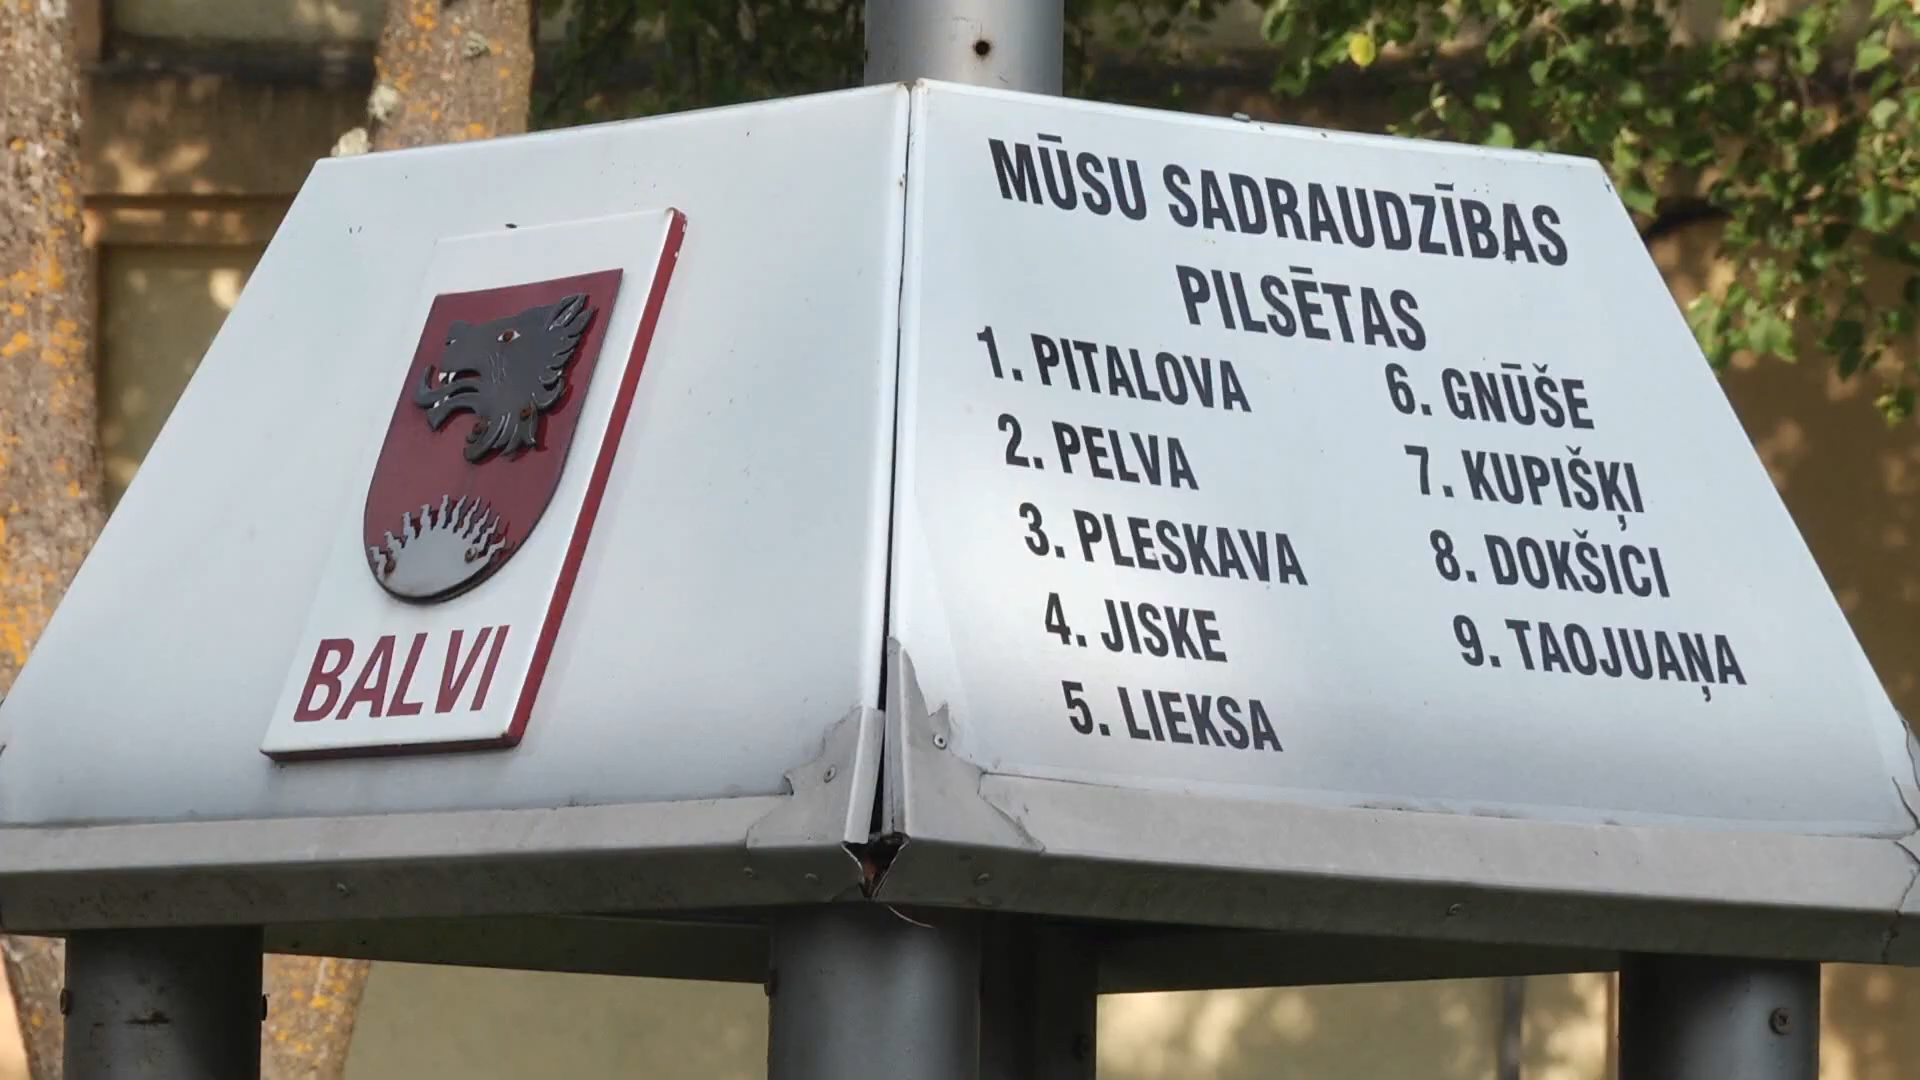 BALVI
MŪSU SADRAUDZĪBAS
PILSĒTAS
1. PITALOVA
2. PELVA
3. PLESKAVA
4. JISKE
5. LIEKSA
6. GNŪŠE
7. KUPIŠĶI
8. DOKŠICI
9. TAOJUAŅA